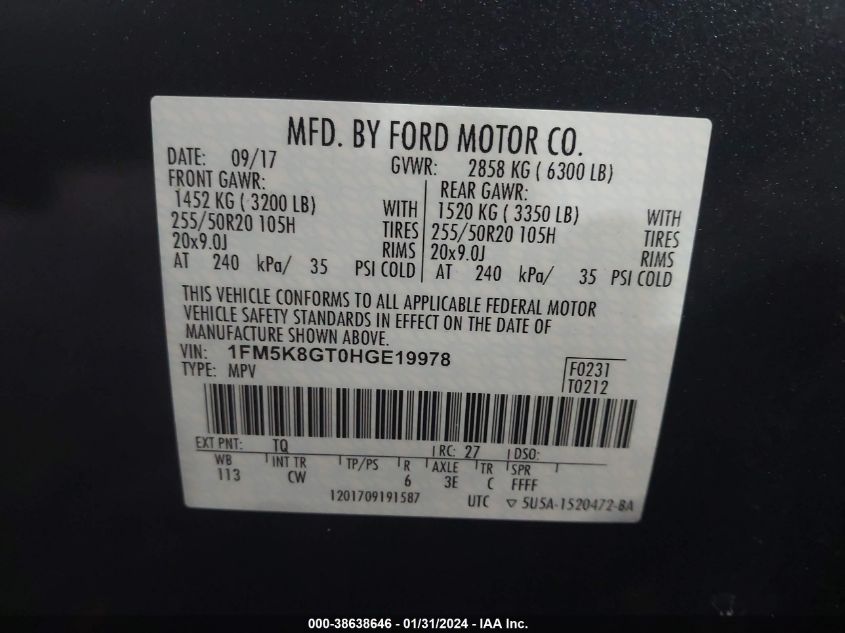 MFD. BY FORD MOTOR CO.
DATE: 09/17 GVWR: 2858 KG ( 6300 LB)
FRONT GAWR: REAR GAWR:
1452 KG ( 3200 LB) WITH 1520 KG ( 3350 LB) WITH
255/50R20 105H TIRES 255/50R20 105H TIRES
20x9.0J RIMS 20x9.0J RIMS
AT 240 kPa/ 35 PSI COLD AT 240 kPa/ 35 PSI COLD
THIS VEHICLE CONFORMS TO ALL APPLICABLE FEDERAL MOTOR
VEHICLE SAFETY STANDARDS IN EFFECT ON THE DATE OF
MANUFACTURE SHOWN ABOVE.
VIN: 1FM5K8GT0HGE19978 F0231
TYPE: MPV T0212
EXT PNT: TQ RC: 27 DSO:
WB INT TR TP/PS R AXLE TR SPR
113 CW 6 3E C FFFF
1201709191587 UTC ▽ 5U5A-1520472-BA
000-38638646 - 01/31/2024 - IAA Inc.